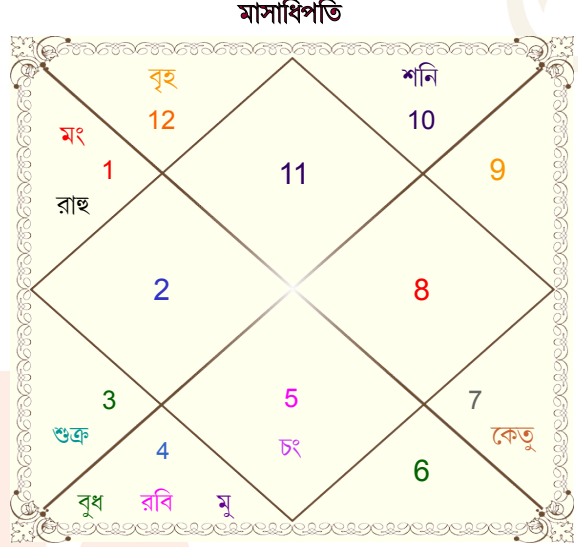 মাসাধিপতি
বৃহ শনি
12 10
মং
1 11 9
রাহু
2 8
3 5 7
শুক্র চং কেতু
4 6
বুধ রবি মু